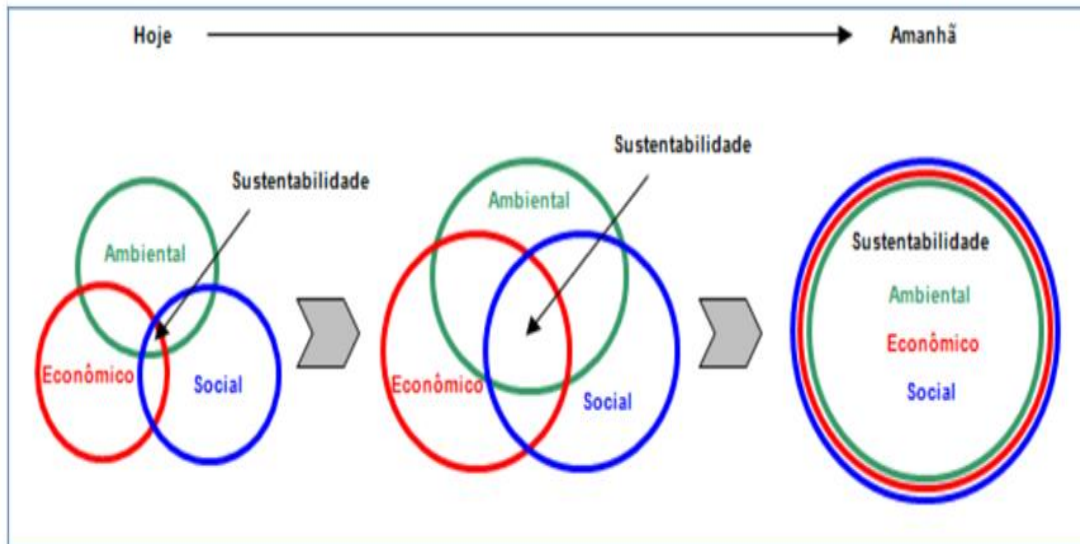 Hoje
Amanhã
Sustentabilidade
Ambiental
Econômico
Social
Sustentabilidade
Ambiental
Econômico
Social
Sustentabilidade
Ambiental
Econômico
Social